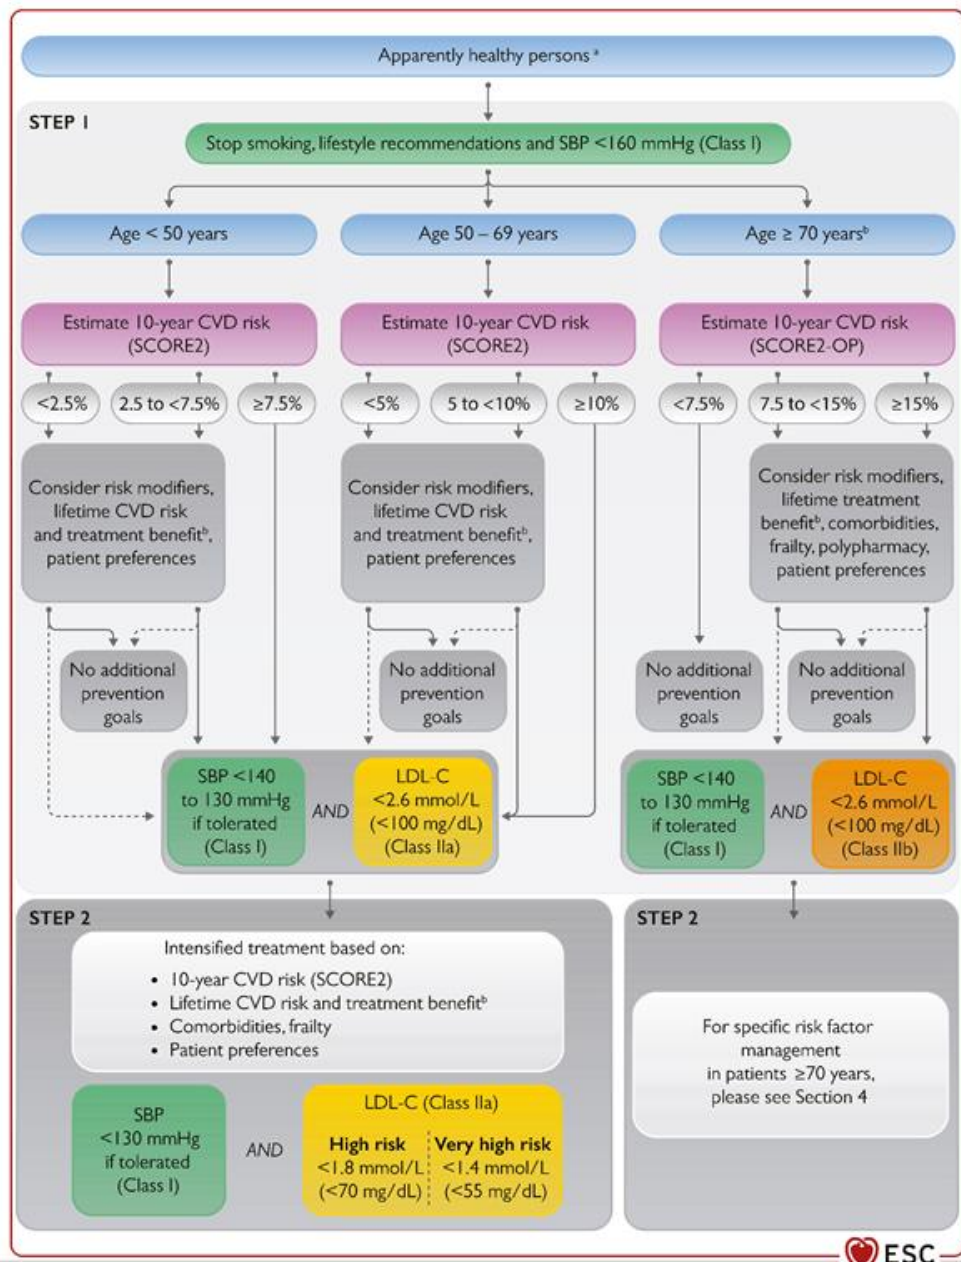 Apparently healthy persons ᵃ
STEP 1
Stop smoking, lifestyle recommendations and SBP <160 mmHg (Class I)
Age < 50 years
Age 50 – 69 years
Age ≥ 70 yearsᵇ
Estimate 10-year CVD risk
(SCORE2)
Estimate 10-year CVD risk
(SCORE2)
Estimate 10-year CVD risk
(SCORE2-OP)
<2.5%
2.5 to <7.5%
≥7.5%
<5%
5 to <10%
≥10%
<7.5%
7.5 to <15%
≥15%
Consider risk modifiers,
lifetime CVD risk
and treatment benefitᵇ,
patient preferences
Consider risk modifiers,
lifetime CVD risk
and treatment benefitᵇ,
patient preferences
Consider risk modifiers,
lifetime treatment
benefitᵇ, comorbidities,
frailty, polypharmacy,
patient preferences
No additional
prevention
goals
No additional
prevention
goals
No additional
prevention
goals
No additional
prevention
goals
SBP <140
to 130 mmHg
if tolerated
(Class I)
AND
LDL-C
<2.6 mmol/L
(<100 mg/dL)
(Class IIa)
SBP <140
to 130 mmHg
if tolerated
(Class I)
AND
LDL-C
<2.6 mmol/L
(<100 mg/dL)
(Class IIb)
STEP 2
Intensified treatment based on:
• 10-year CVD risk (SCORE2)
• Lifetime CVD risk and treatment benefitᵇ
• Comorbidities, frailty
• Patient preferences
SBP
<130 mmHg
if tolerated
(Class I)
AND
LDL-C (Class IIa)
High risk
<1.8 mmol/L
(<70 mg/dL)
Very high risk
<1.4 mmol/L
(<55 mg/dL)
STEP 2
For specific risk factor
management
in patients ≥70 years,
please see Section 4
ESC